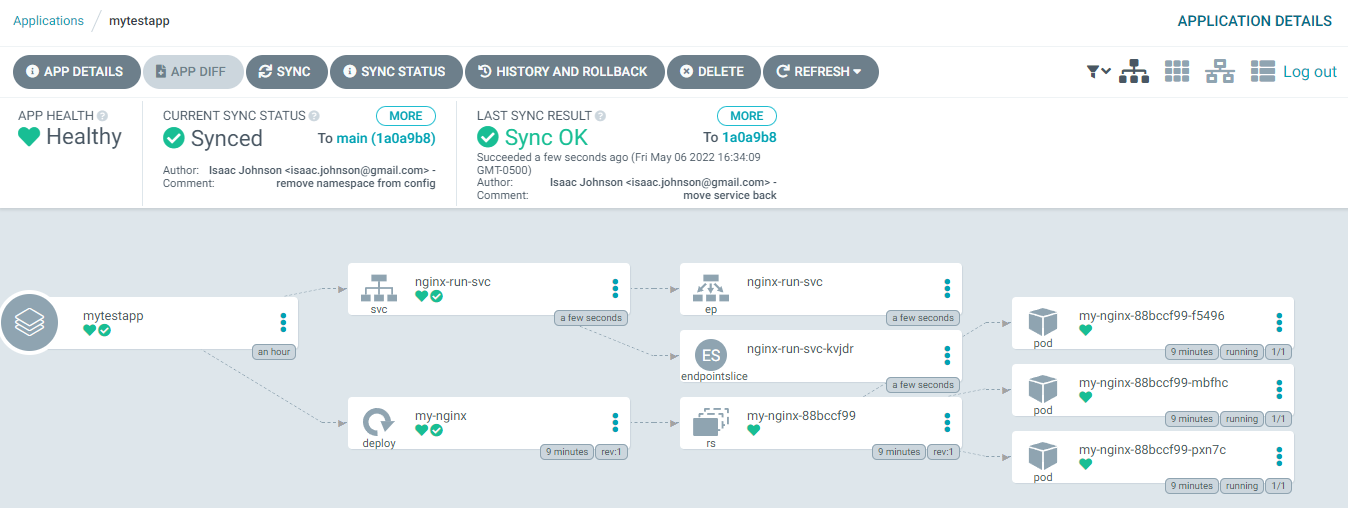 Applications / mytestapp
APPLICATION DETAILS
APP DETAILS
APP DIFF
SYNC
SYNC STATUS
HISTORY AND ROLLBACK
DELETE
REFRESH
Log out
APP HEALTH ?
Healthy
CURRENT SYNC STATUS ?
MORE
Synced
To main (1a0a9b8)
Author: Isaac Johnson <isaac.johnson@gmail.com> -
Comment: remove namespace from config
LAST SYNC RESULT ?
MORE
Sync OK
To 1a0a9b8
Succeeded a few seconds ago (Fri May 06 2022 16:34:09
GMT-0500)
Author: Isaac Johnson <isaac.johnson@gmail.com> -
Comment: move service back
mytestapp
an hour
nginx-run-svc
svc
a few seconds
my-nginx
deploy
9 minutes
rev:1
nginx-run-svc
ep
a few seconds
ES
nginx-run-svc-kvjdr
endpointslice
a few seconds
my-nginx-88bccf99
rs
9 minutes
rev:1
my-nginx-88bccf99-f5496
pod
9 minutes
running
1/1
my-nginx-88bccf99-mbfhc
pod
9 minutes
running
1/1
my-nginx-88bccf99-pxn7c
pod
9 minutes
running
1/1